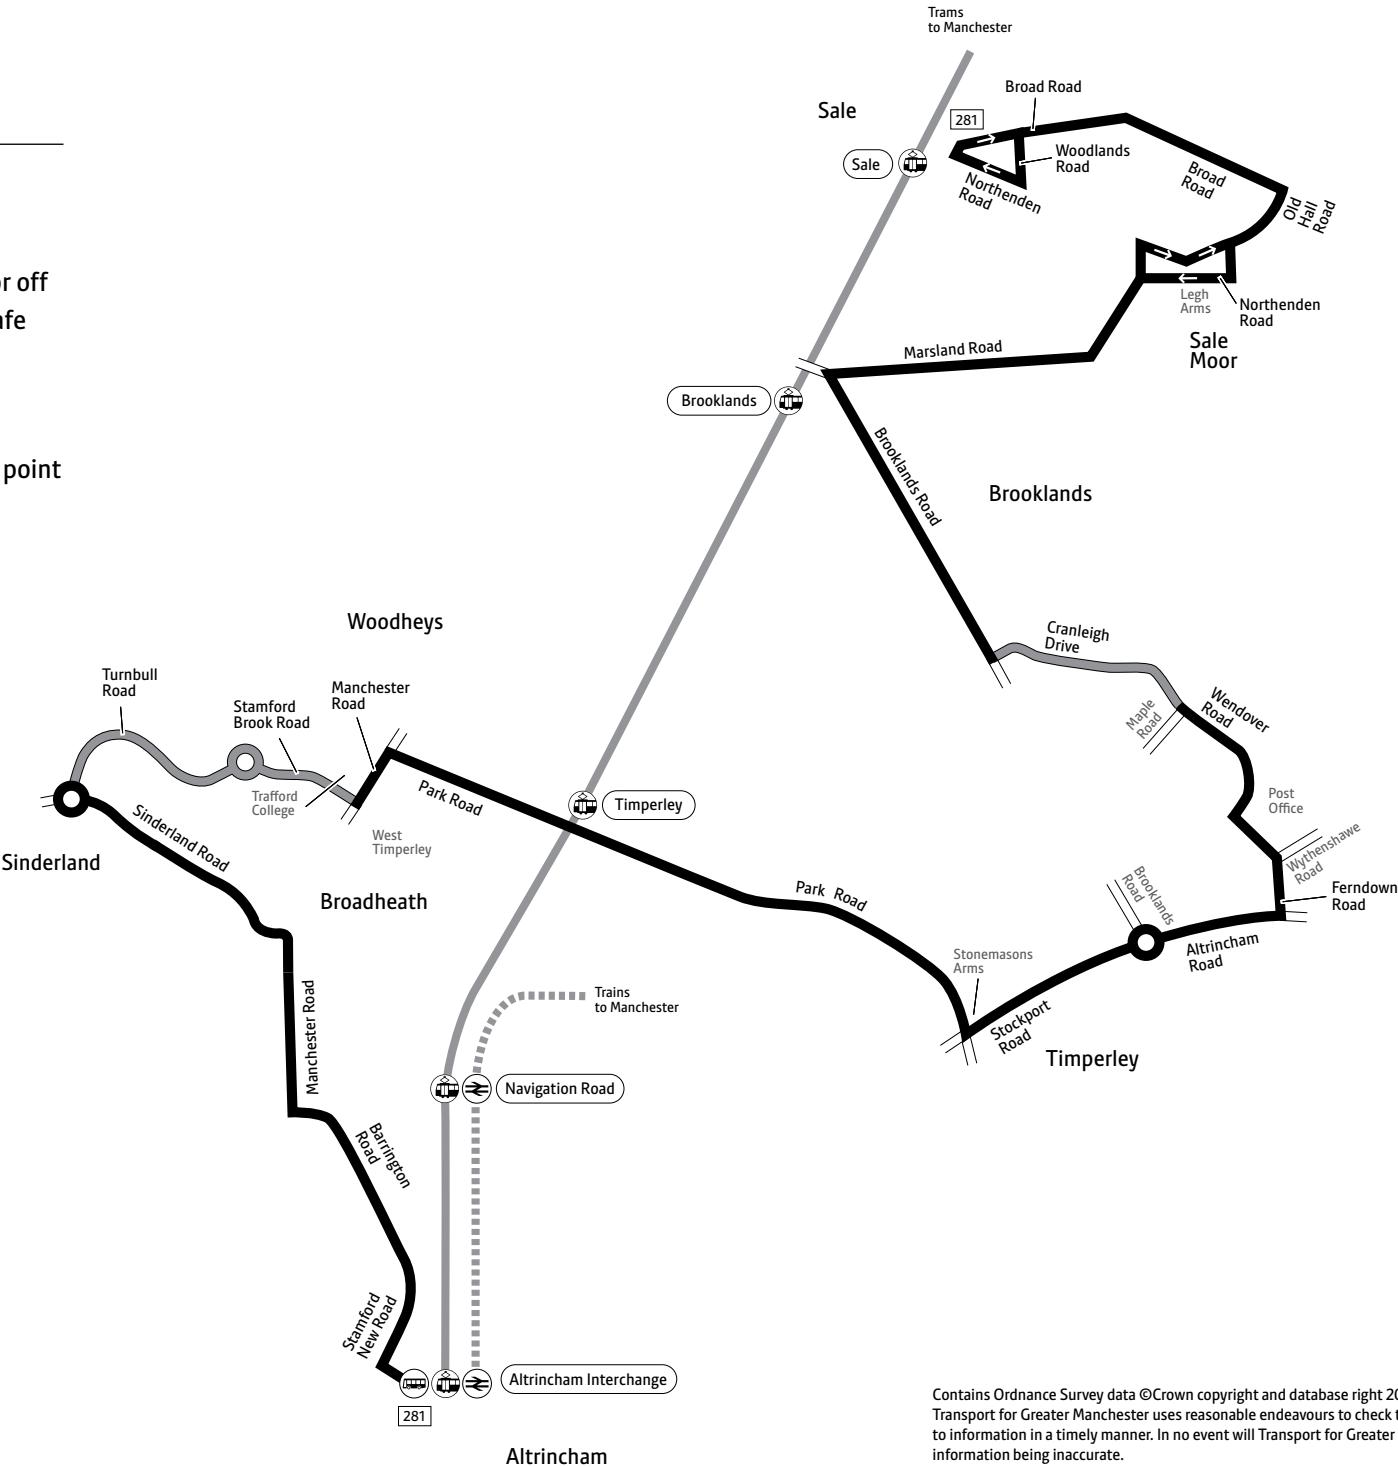 Trams
to Manchester
Broad Road
Sale
281
Sale
Woodlands
Road
Northenden
Road
Broad
Road
Old
Hall
Road
r off
afe
Legh
Arms
Northenden
Road
Sale
Moor
Marsland Road
Brooklands
point
Brooklands Road
Brooklands
Woodheys
Cranleigh
Drive
Turnbull
Road
Stamford
Brook Road
Manchester
Road
Maple
Road
Wendover
Road
Park Road
Trafford
College
West
Timperley
Timperley
Post
Office
Sinderland Road
Sinderland
Broadheath
Wythenshawe
Road
Park Road
Brooklands
Road
Ferndown
Road
Altrincham
Road
Stonemasons
Arms
Trains
to Manchester
Stockport
Road
Timperley
Manchester Road
Navigation Road
Barrington
Road
Stamford
New Road
Altrincham Interchange
281
Altrincham
Contains Ordnance Survey data ©Crown copyright and database right 20
Transport for Greater Manchester uses reasonable endeavours to check t
to information in a timely manner. In no event will Transport for Greater
information being inaccurate.